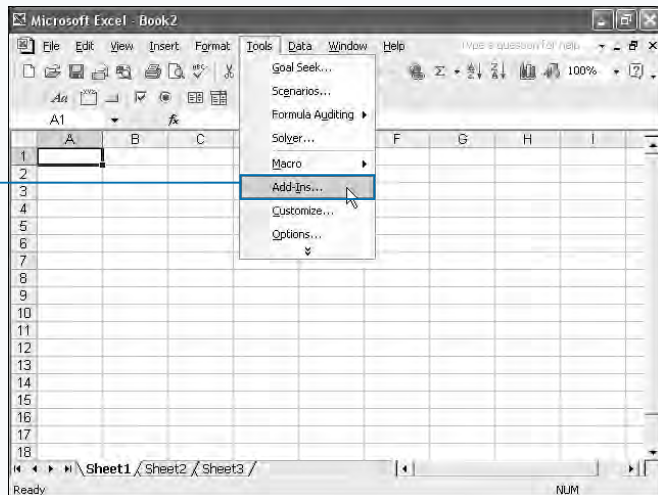 Microsoft Excel - Book2
File Edit View Insert Format Tools Data Window Help Type a question for help
Σ 100%
Aa
A1 fx
Goal Seek...
Scenarios...
Formula Auditing
Solver...
Macro
Add-Ins...
Customize...
Options...
A B C F G H I
1
2
3
4
5
6
7
8
9
10
11
12
13
14
15
16
17
18
Sheet1 / Sheet2 / Sheet3 /
Ready NUM